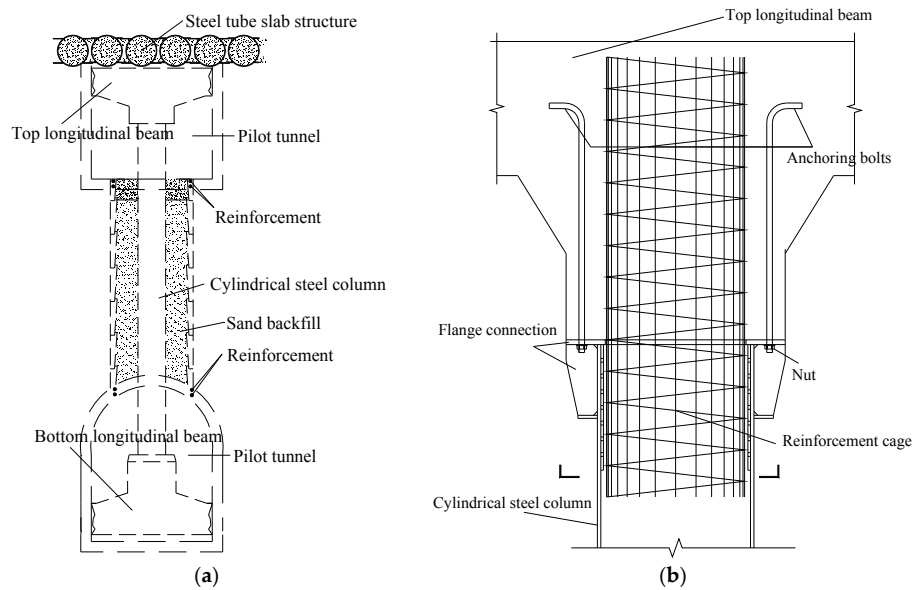 Steel tube slab structure
Top longitudinal beam
Pilot tunnel
Reinforcement
Cylindrical steel column
Sand backfill
Reinforcement
Bottom longitudinal beam
Pilot tunnel
(a)
Top longitudinal beam
Anchoring bolts
Flange connection
Nut
Reinforcement cage
Cylindrical steel column
(b)